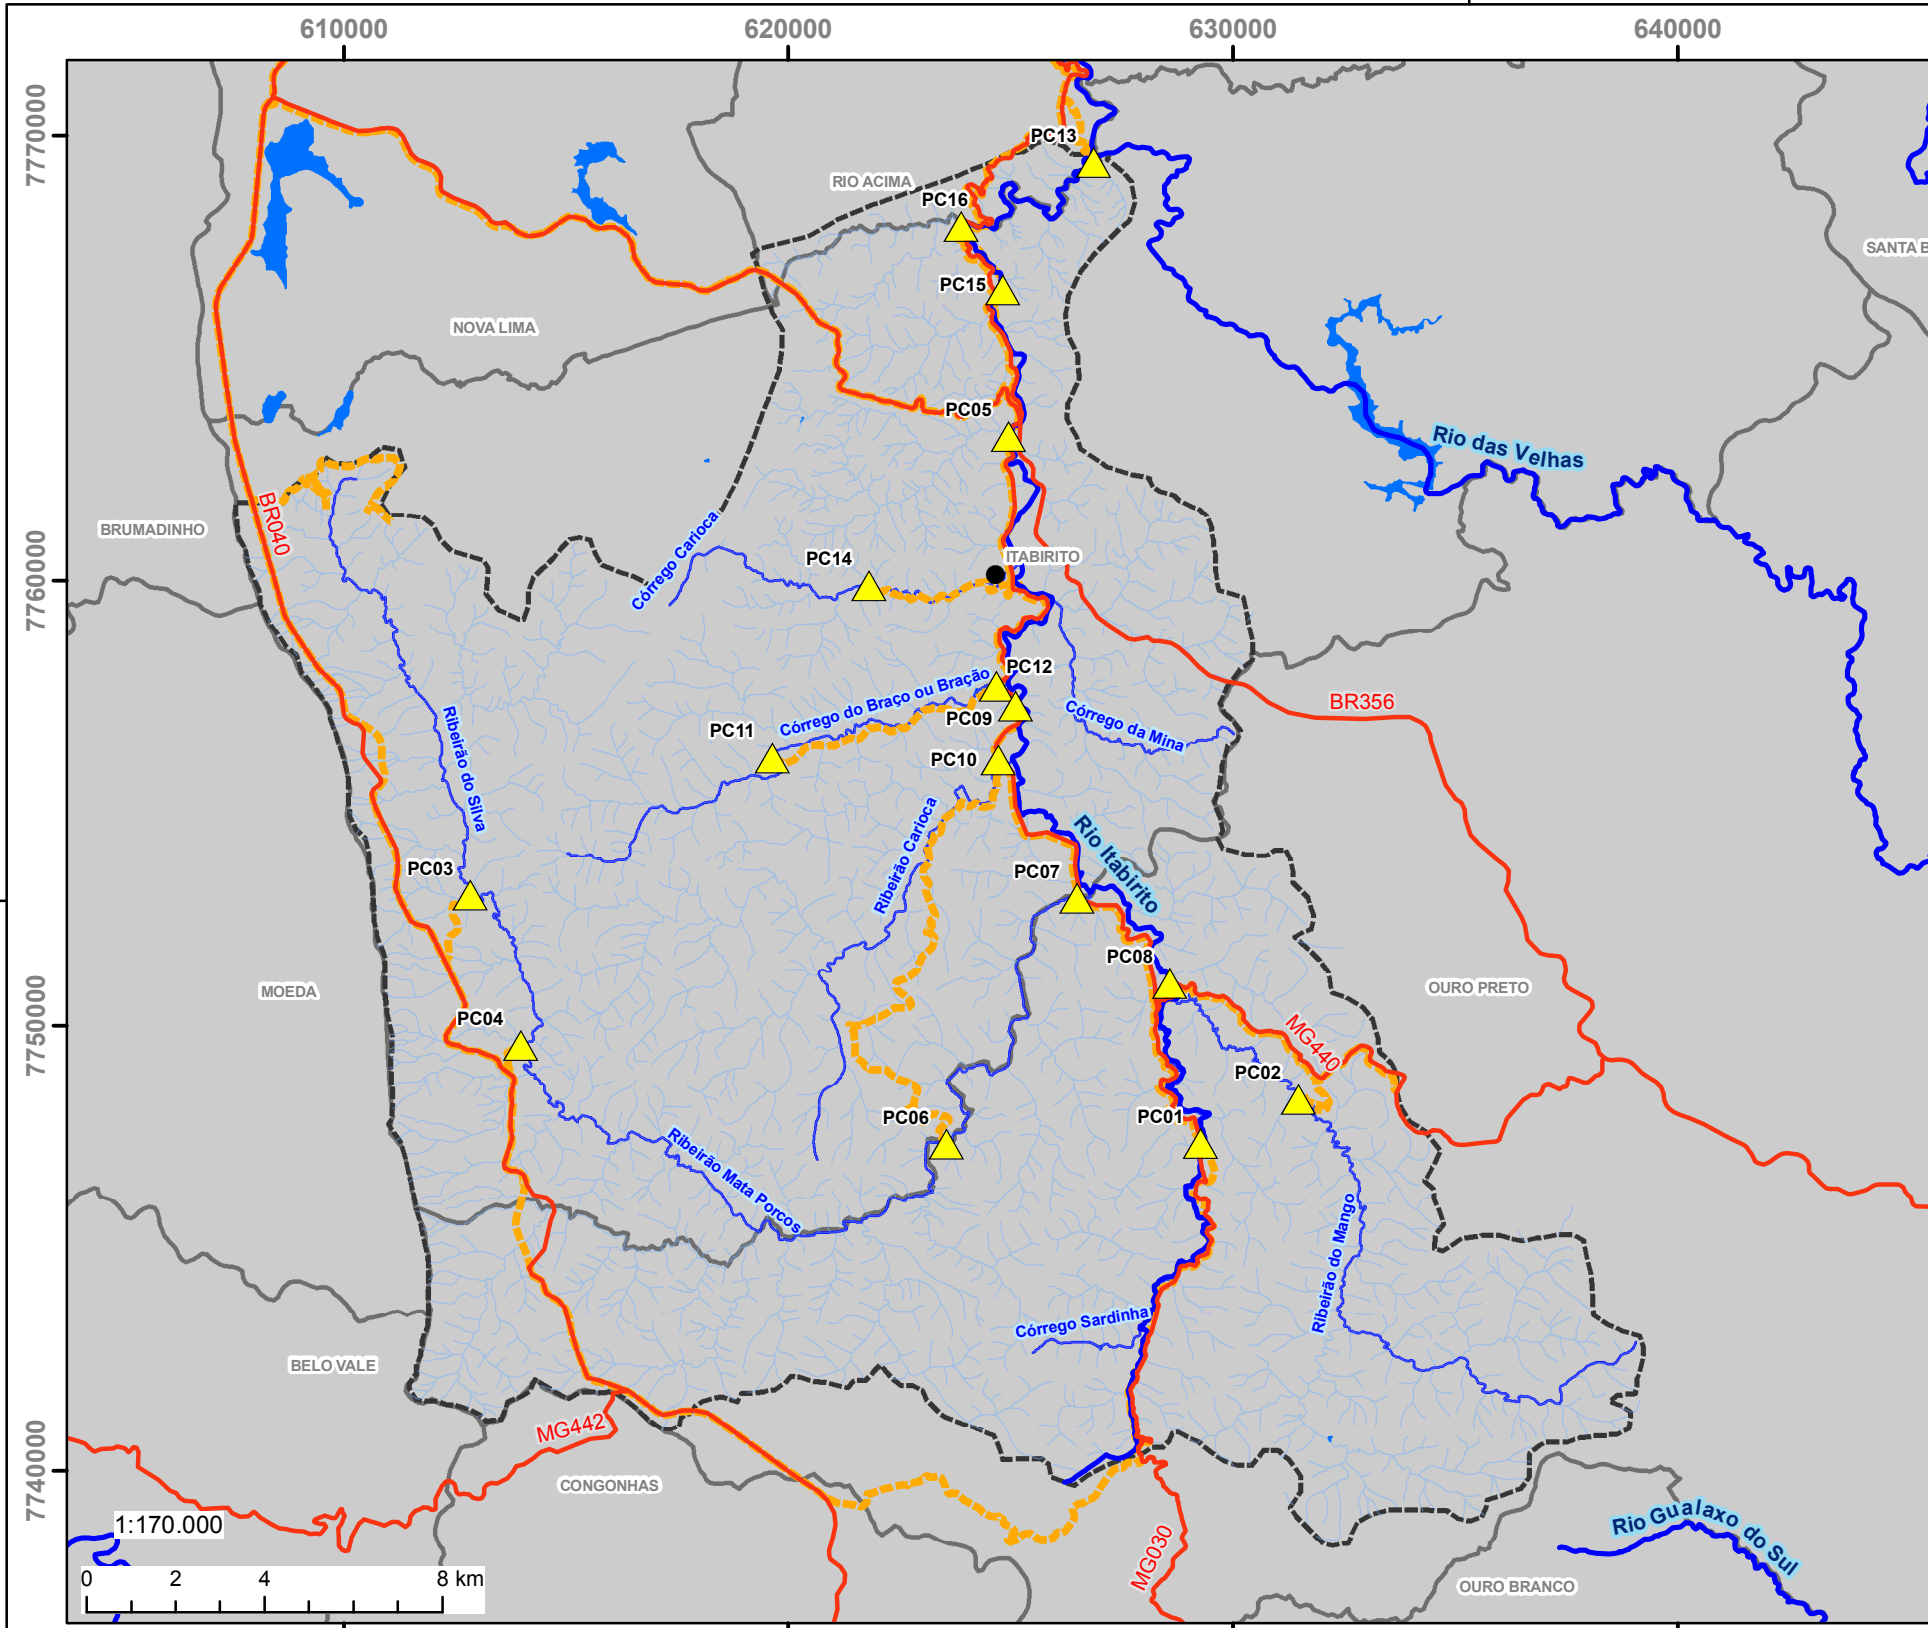 610000
620000
630000
640000
7770000
7760000
7750000
7740000
PC13
RIO ACIMA
PC16
SANTA B
PC15
NOVA LIMA
PC05
Rio das Velhas
BR040
BRUMADINHO
Córrego Carioca
PC14
ITABIRITO
PC12
Córrego do Braço ou Bração
BR356
PC09
Córrego da Mina
PC11
PC10
Ribeirão do Silva
Ribeirão Carioca
Rio Itabirito
PC03
PC07
PC08
MOEDA
OURO PRETO
PC04
MG440
PC02
PC06
PC01
Ribeirão Mata Porcos
Ribeirão do Mango
Córrego Sardinha
BELO VALE
MG442
CONGONHAS
1:170.000
Rio Gualaxo do Sul
MG030
OURO BRANCO
0 2 4 8 km